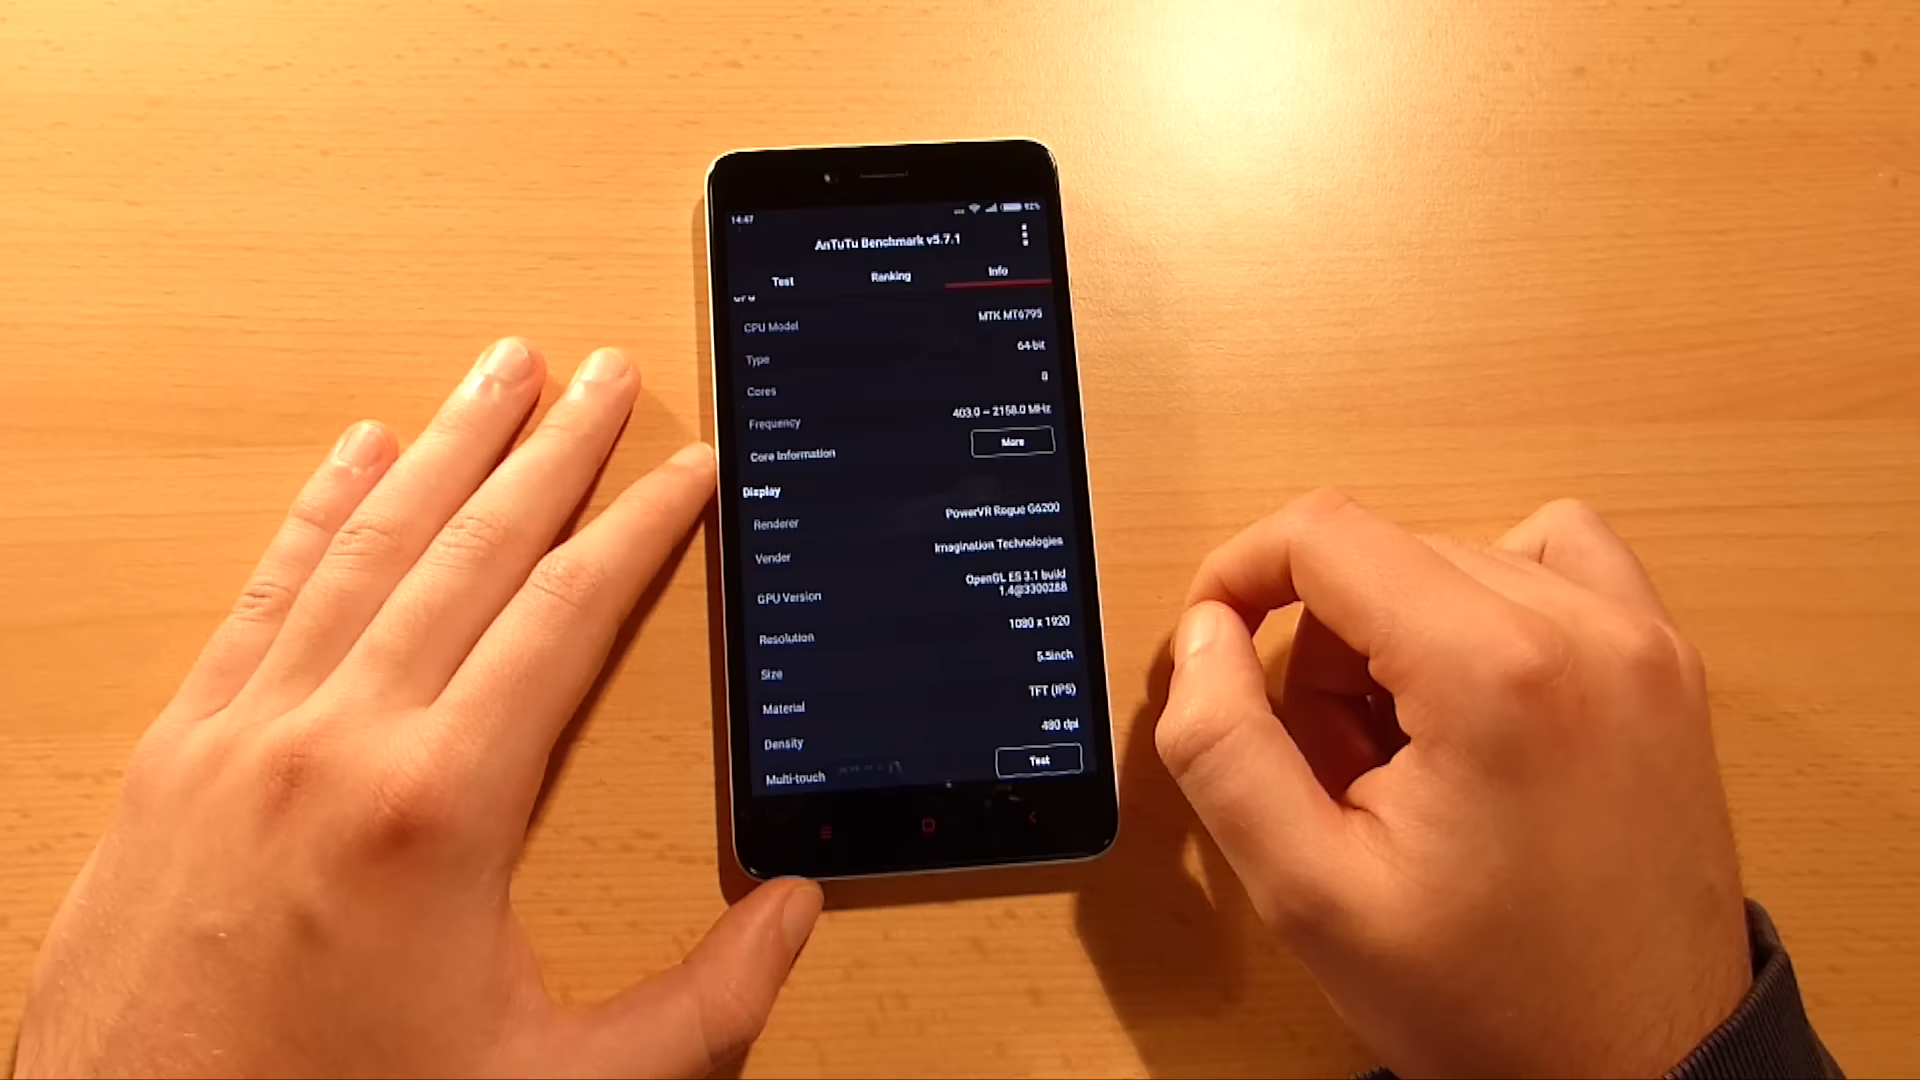 14:47
92%
AnTuTu Benchmark v5.7.1
Test Ranking Info
CPU
CPU Model MTK MT6795
Type 64-bit
Cores 8
Frequency 403.0 ~ 2158.0 MHz
Core Information More
Display
Renderer PowerVR Rogue G6200
Vender Imagination Technologies
GPU Version OpenGL ES 3.1 build 
1.4@3300288
Resolution 1080 x 1920
Size 5.5inch
Material TFT (IPS)
Density 480 dpi
Multi-touch Test